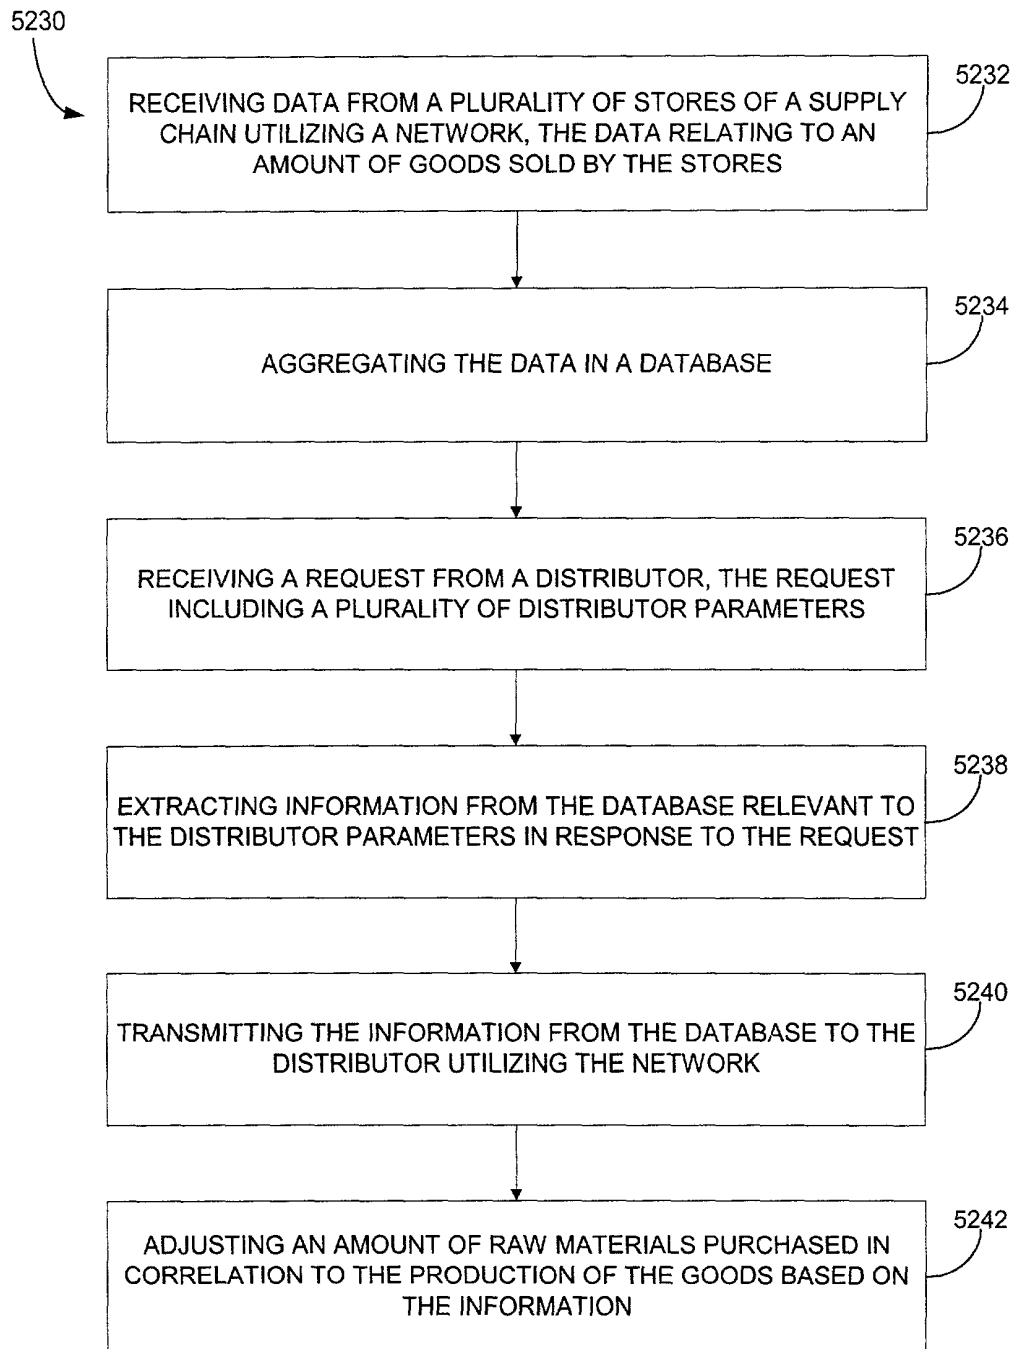 5230
5232
RECEIVING DATA FROM A PLURALITY OF STORES OF A SUPPLY
CHAIN UTILIZING A NETWORK, THE DATA RELATING TO AN
AMOUNT OF GOODS SOLD BY THE STORES
5234
AGGREGATING THE DATA IN A DATABASE
5236
RECEIVING A REQUEST FROM A DISTRIBUTOR, THE REQUEST
INCLUDING A PLURALITY OF DISTRIBUTOR PARAMETERS
5238
EXTRACTING INFORMATION FROM THE DATABASE RELEVANT TO
THE DISTRIBUTOR PARAMETERS IN RESPONSE TO THE REQUEST
5240
TRANSMITTING THE INFORMATION FROM THE DATABASE TO THE
DISTRIBUTOR UTILIZING THE NETWORK
5242
ADJUSTING AN AMOUNT OF RAW MATERIALS PURCHASED IN
CORRELATION TO THE PRODUCTION OF THE GOODS BASED ON
THE INFORMATION